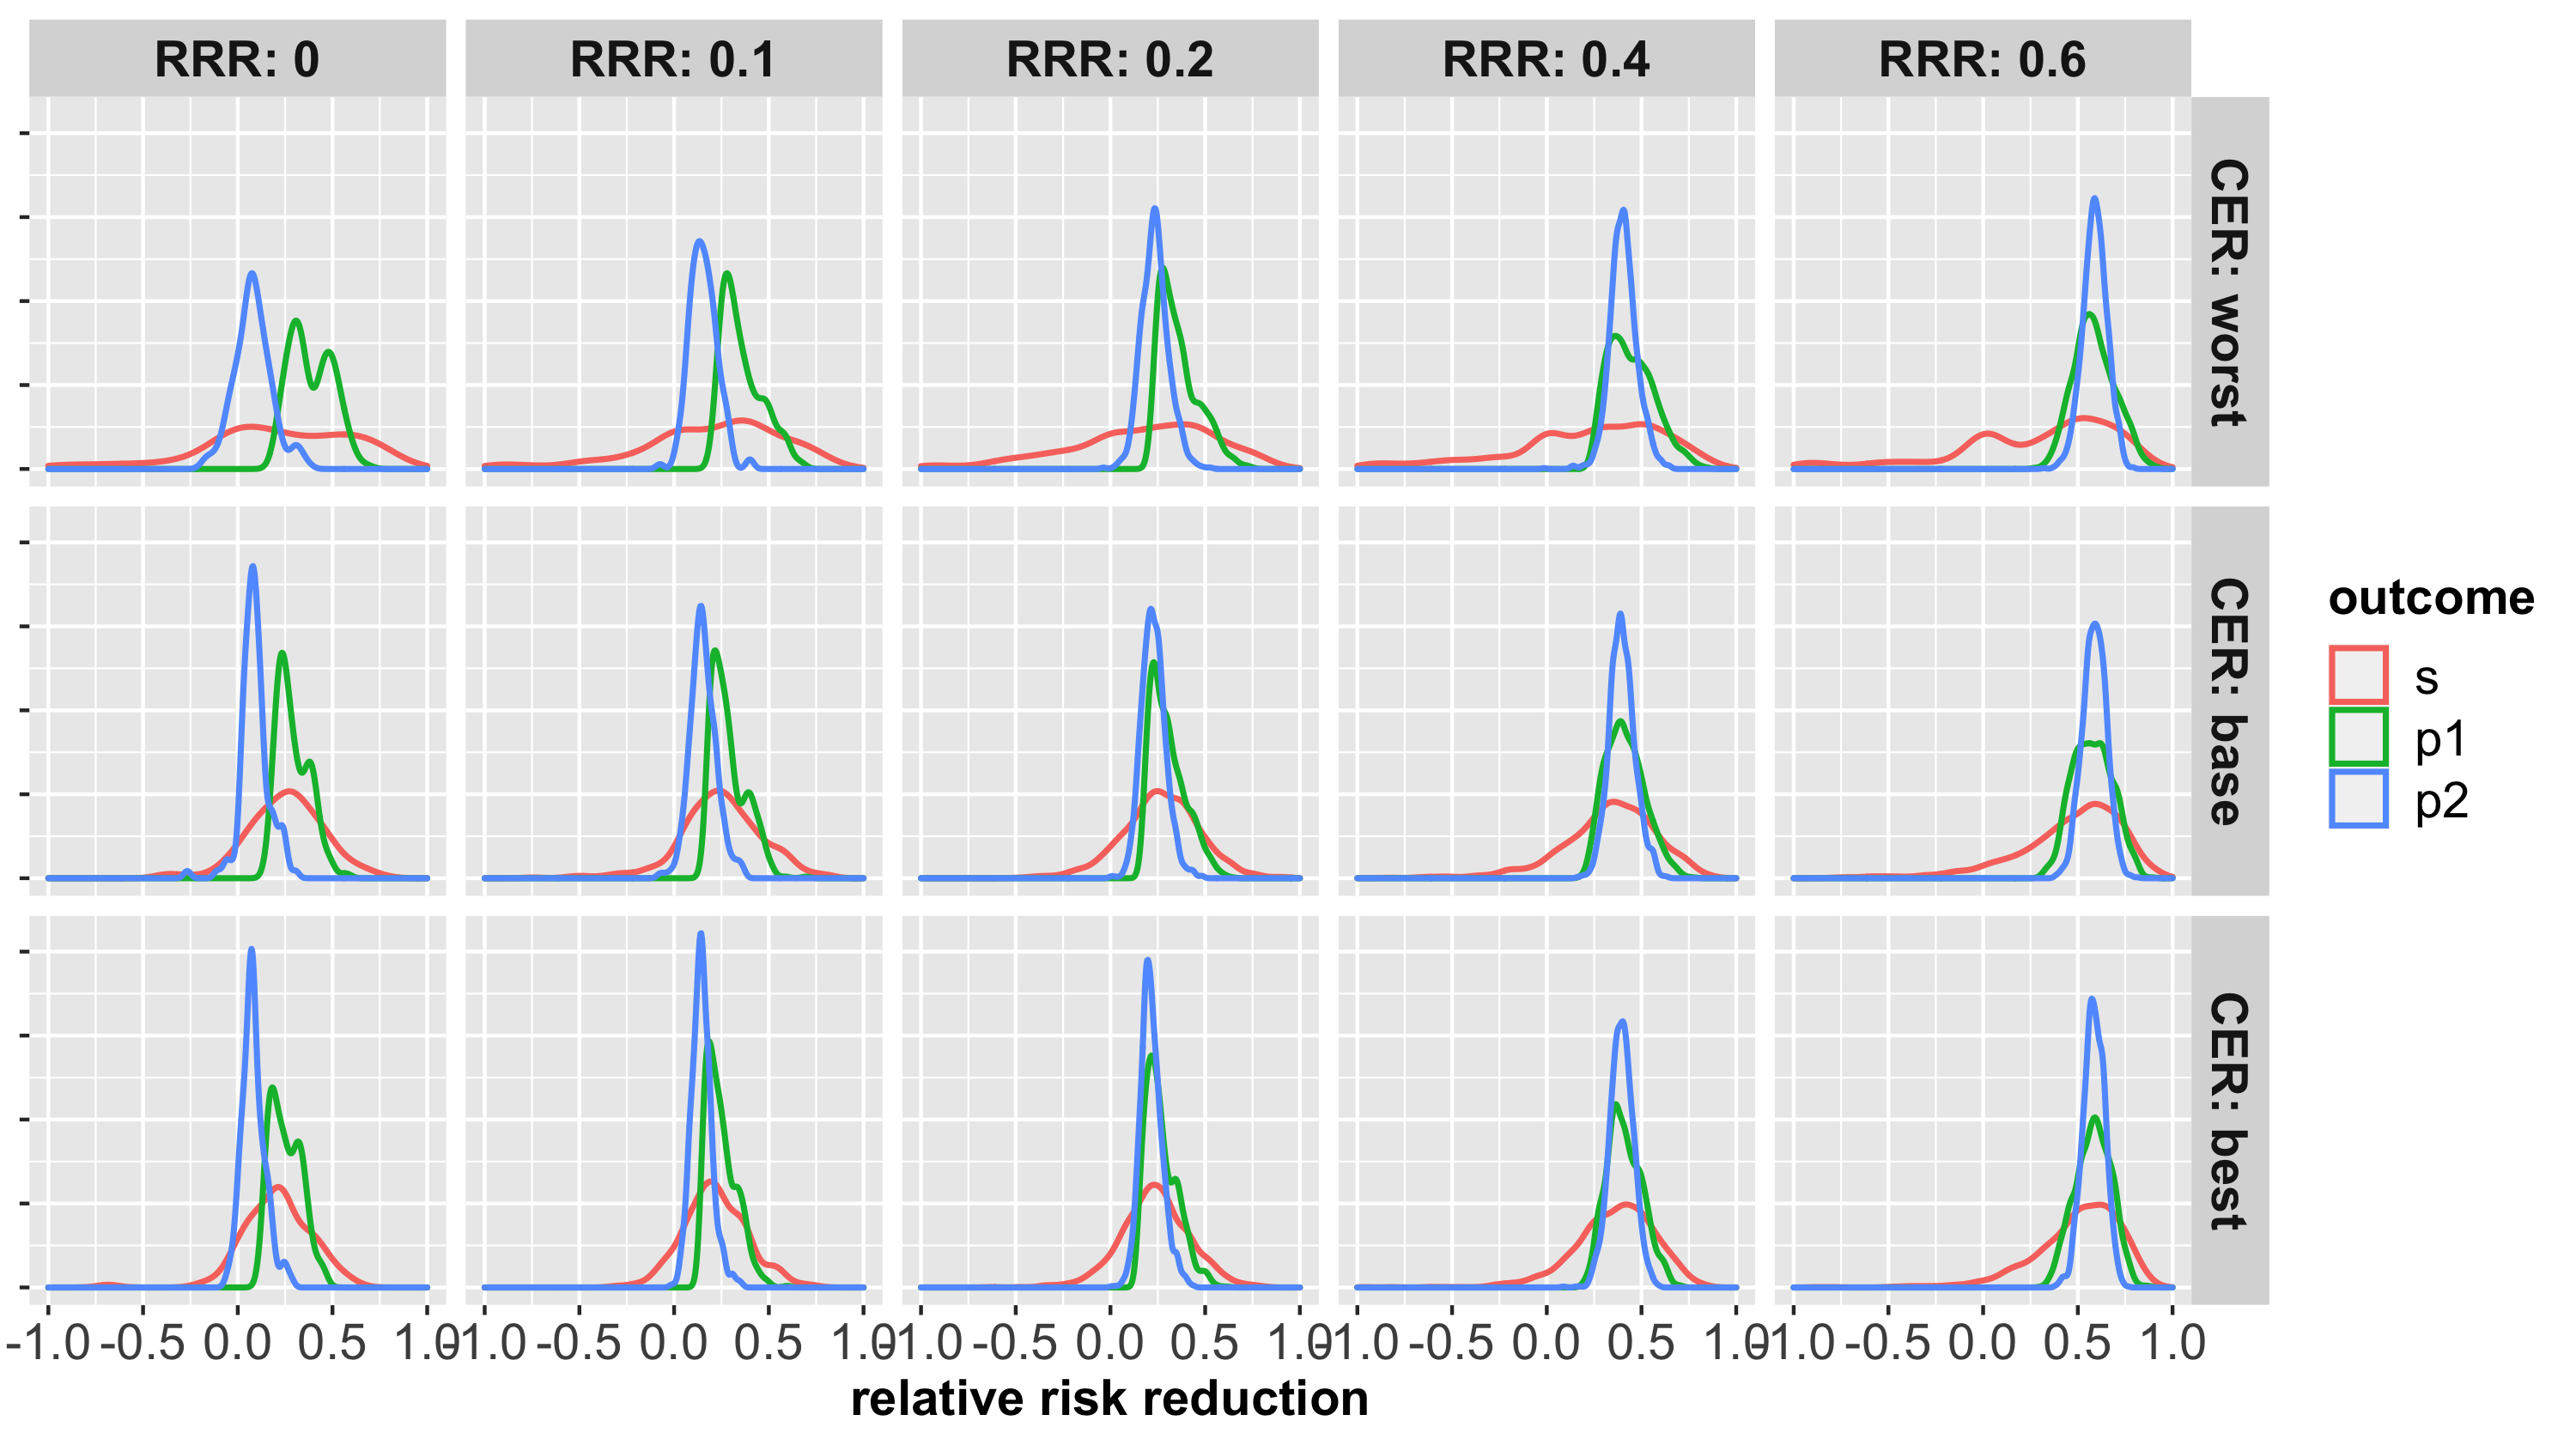 RRR: 0
RRR: 0.1
RRR: 0.2
RRR: 0.4
RRR: 0.6
CER: worst
CER: base
CER: best
outcome
s
p1
p2
-1.0 -0.5 0.0 0.5 1.0
-1.0 -0.5 0.0 0.5 1.0
-1.0 -0.5 0.0 0.5 1.0
-1.0 -0.5 0.0 0.5 1.0
-1.0 -0.5 0.0 0.5 1.0
relative risk reduction